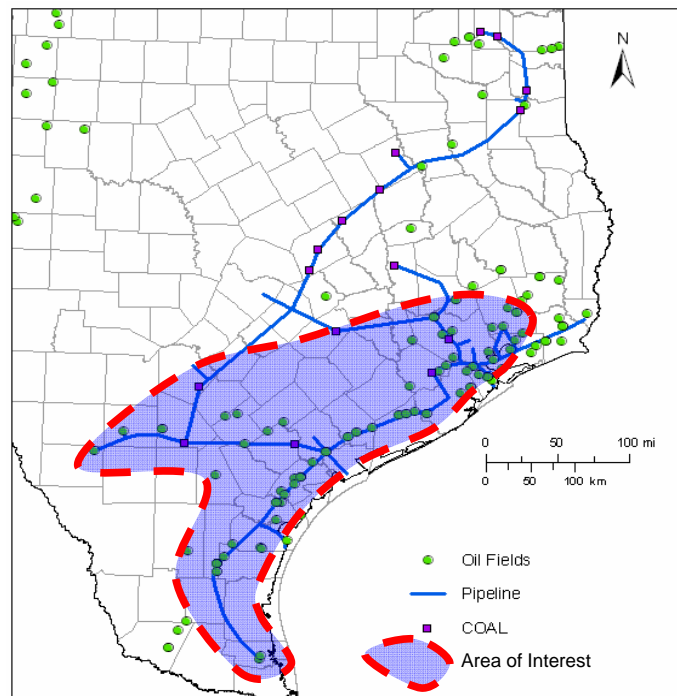 N
0 50 100 mi
0 50 100 km
Oil Fields
Pipeline
COAL
Area of Interest